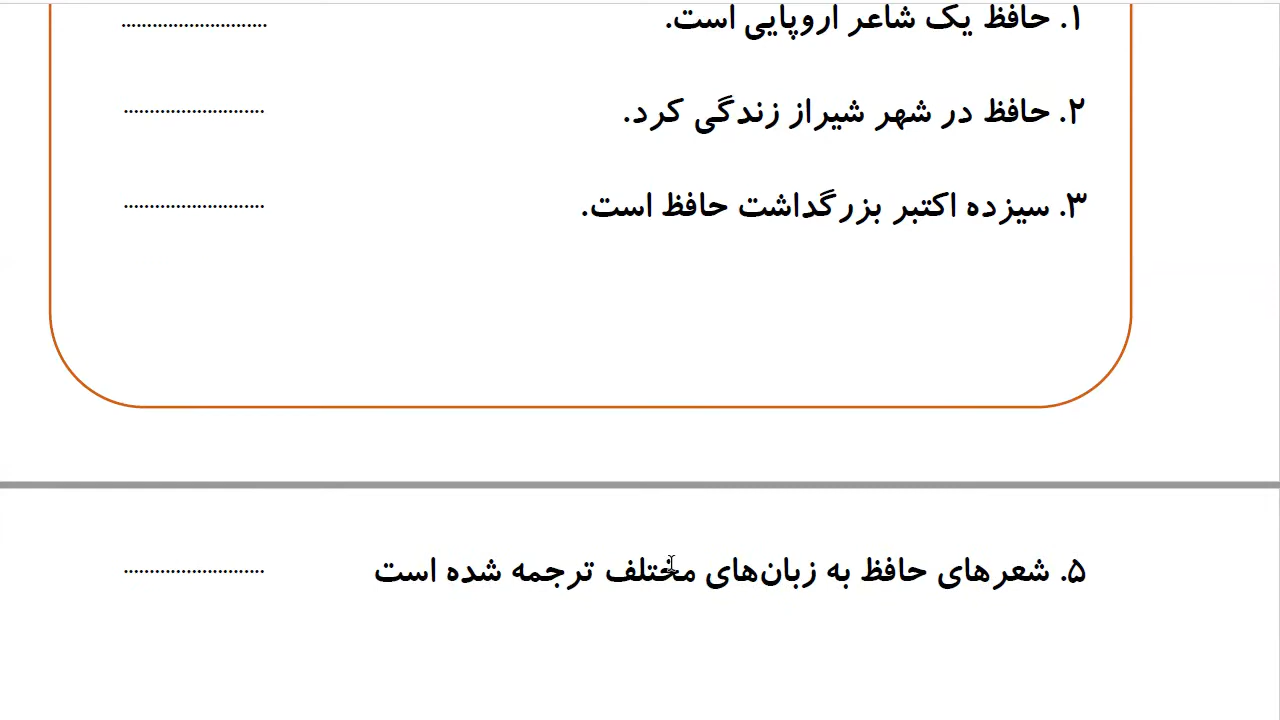 ۱. حافظ یک شاعر اروپایی است. ............................
۲. حافظ در شهر شیراز زندگی کرد. ...........................
۳. سیزده اکتبر بزرگداشت حافظ است. ...........................
۵. شعرهای حافظ به زبان‌های مختلف ترجمه شده است ...........................